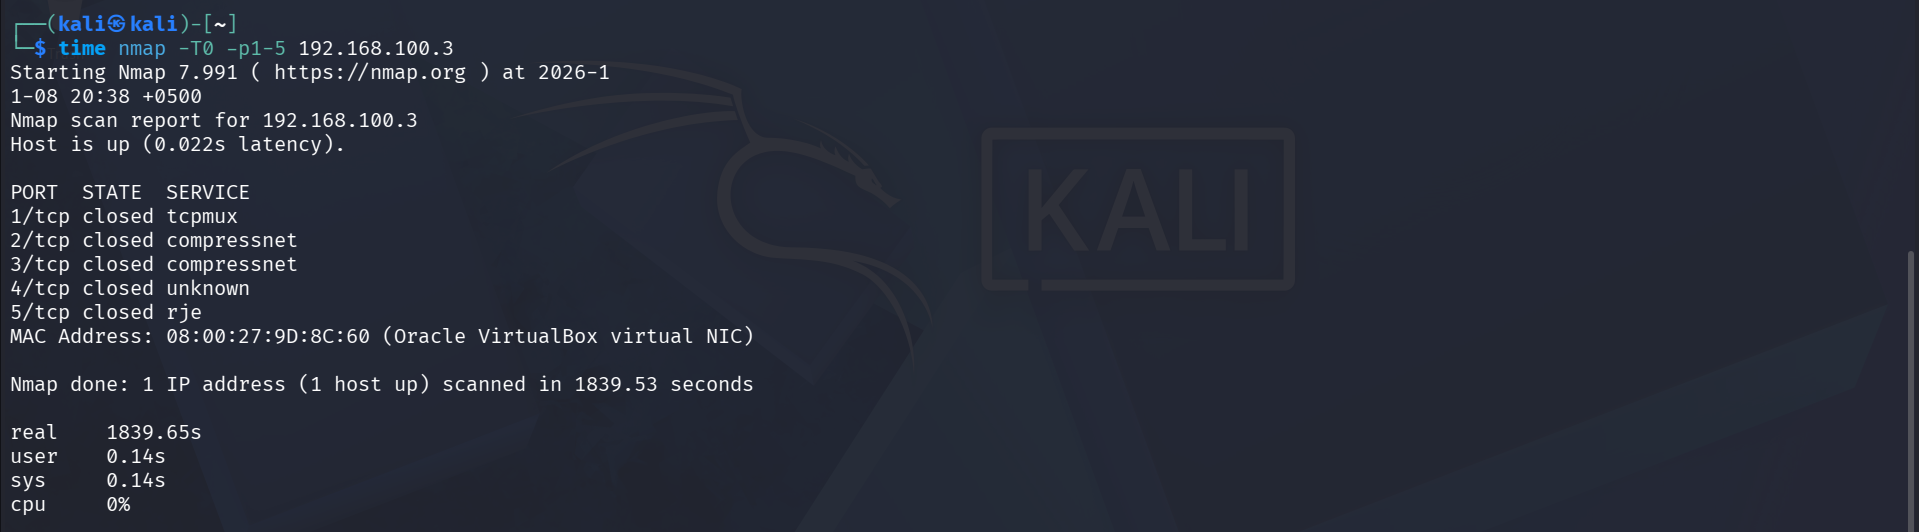 ┌──(kali㉿kali)-[~]
└─$ time nmap -T0 -p1-5 192.168.100.3
Starting Nmap 7.991 ( https://nmap.org ) at 2026-1
1-08 20:38 +0500
Nmap scan report for 192.168.100.3
Host is up (0.022s latency).
PORT  STATE  SERVICE
1/tcp closed tcpmux
2/tcp closed compressnet
3/tcp closed compressnet
4/tcp closed unknown
5/tcp closed rje
MAC Address: 08:00:27:9D:8C:60 (Oracle VirtualBox virtual NIC)
Nmap done: 1 IP address (1 host up) scanned in 1839.53 seconds
real    1839.65s
user    0.14s
sys     0.14s
cpu     0%
KALI